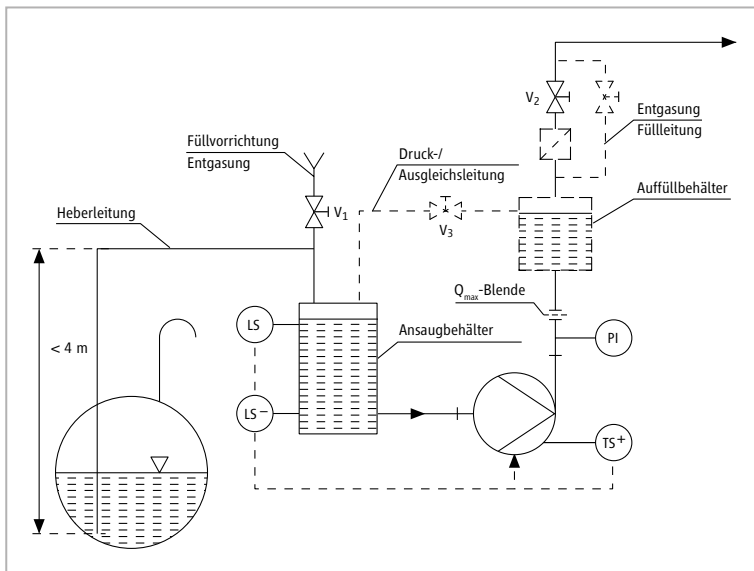 V₂
Entgasung
Füllleitung
Füllvorrichtung
Entgasung
Druck-/
Ausgleichsleitung
V₁
V₃
Auffüllbehälter
Heberleitung
Qmax-Blende
< 4 m
LS
Ansaugbehälter
PI
LS−
TS+